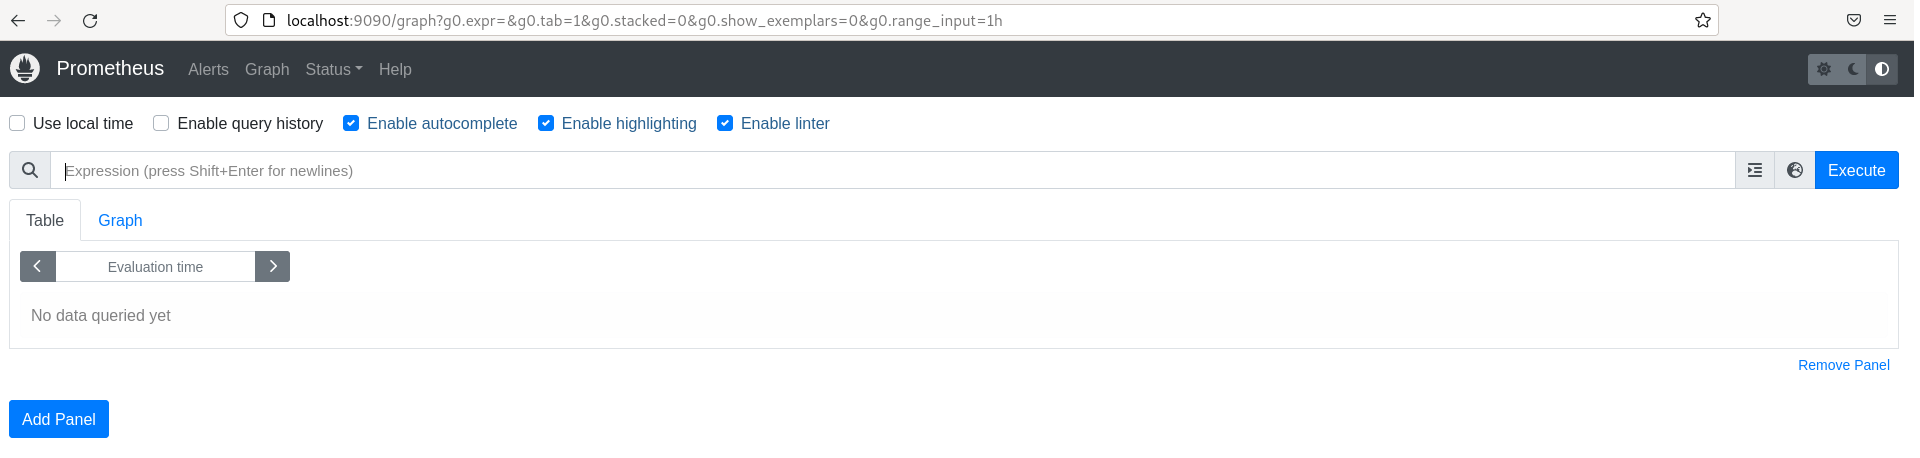 localhost:9090/graph?g0.expr=&g0.tab=1&g0.stacked=0&g0.show_exemplars=0&g0.range_input=1h
Prometheus Alerts Graph Status Help
Use local time Enable query history Enable autocomplete Enable highlighting Enable linter
Expression (press Shift+Enter for newlines) Execute
Table Graph
Evaluation time
No data queried yet
Remove Panel
Add Panel